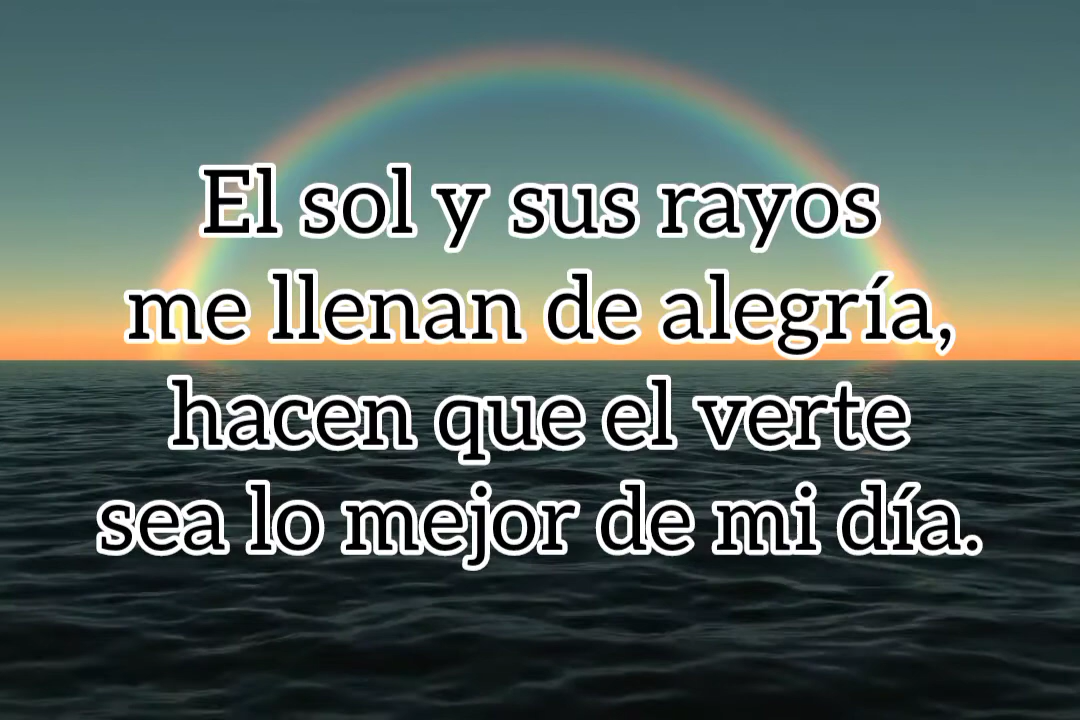 El sol y sus rayos
me llenan de alegría,
hacen que el verte
sea lo mejor de mi día.